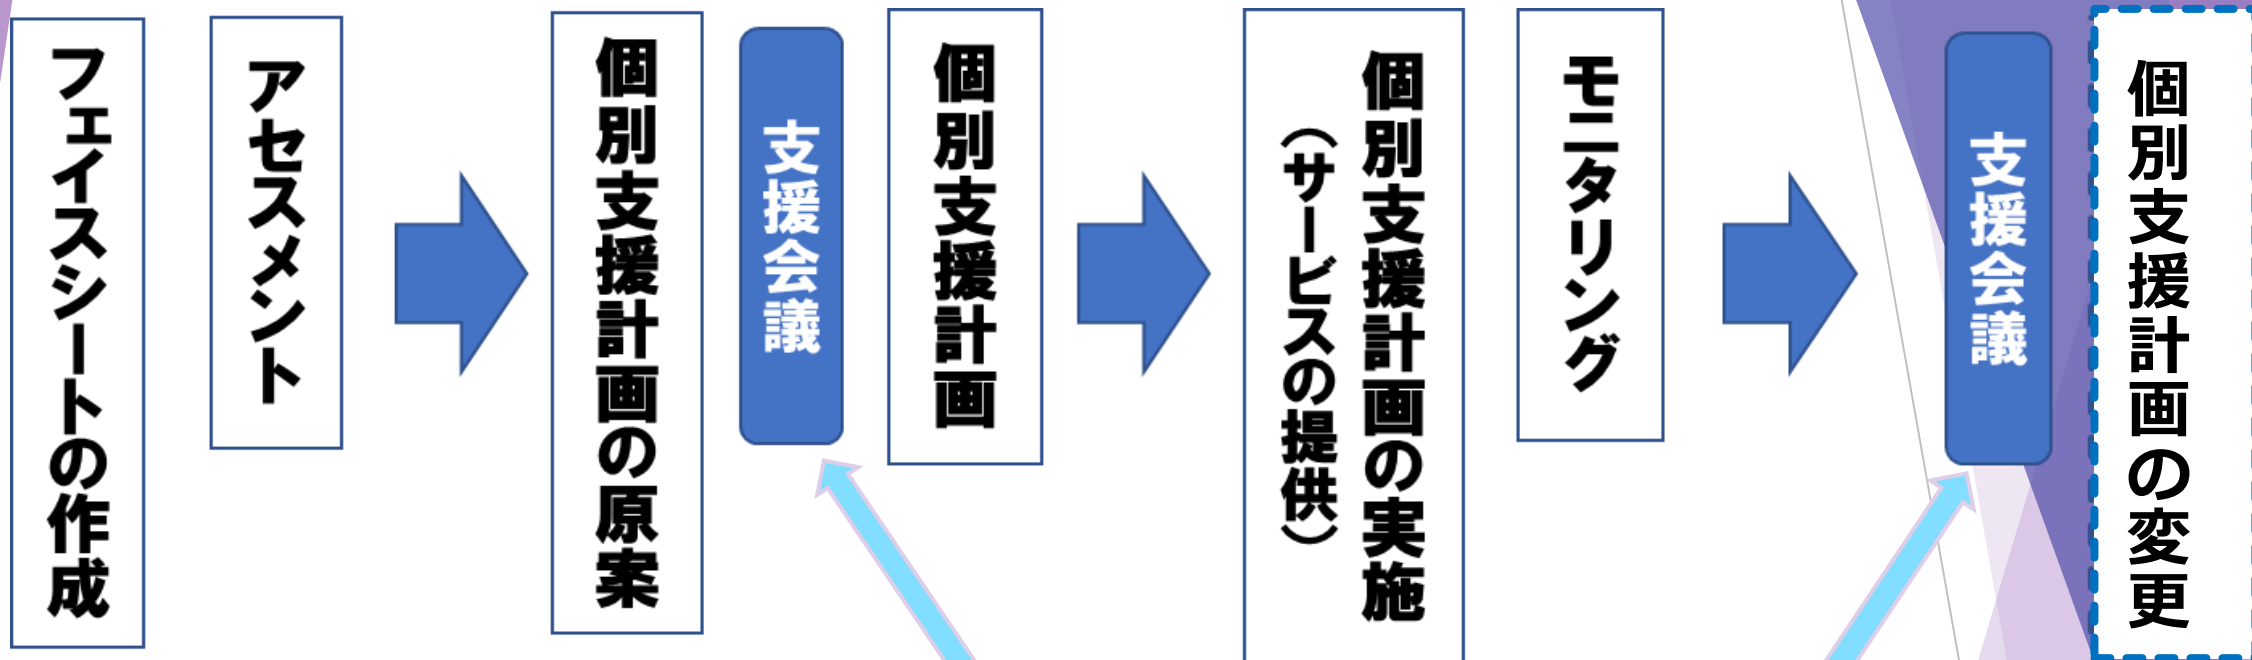 フェイスシートの作成
アセスメント
個別支援計画の原案
支援会議
個別支援計画
個別支援計画の実施
（サービスの提供）
モニタリング
支援会議
個別支援計画の変更